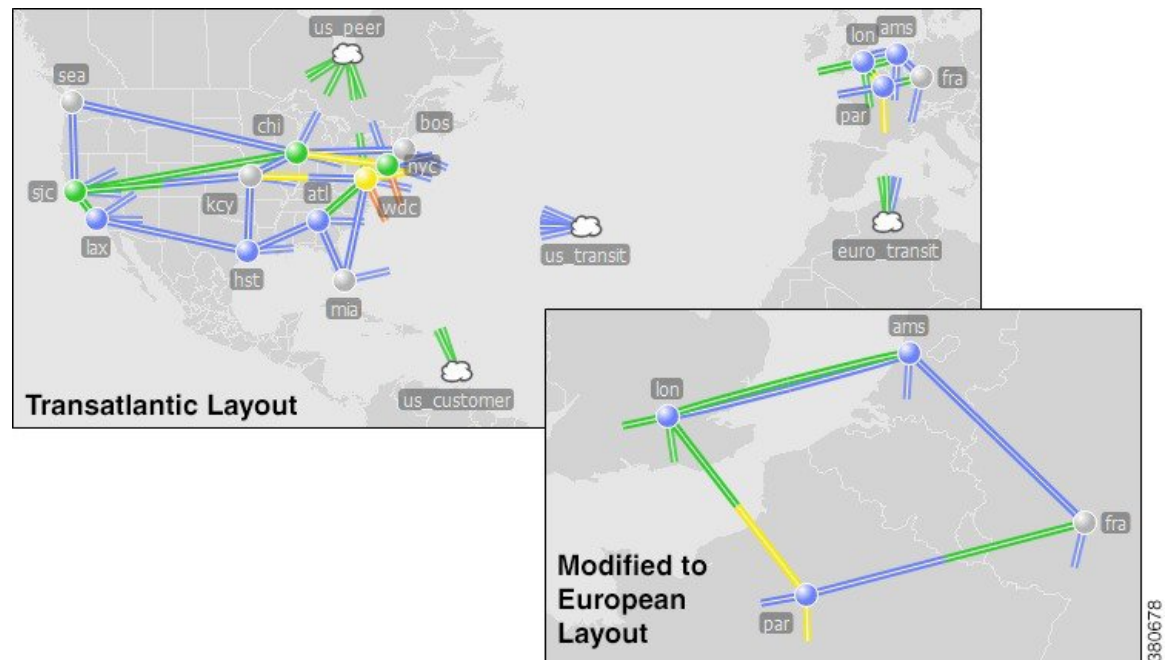 us_peer
sea
chi
bos
nyc
sjc
kcy
atl
wdc
lax
hst
mia
us_transit
us_customer
lon
ams
fra
par
euro_transit
Transatlantic Layout
ams
lon
fra
par
Modified to
European
Layout
380678